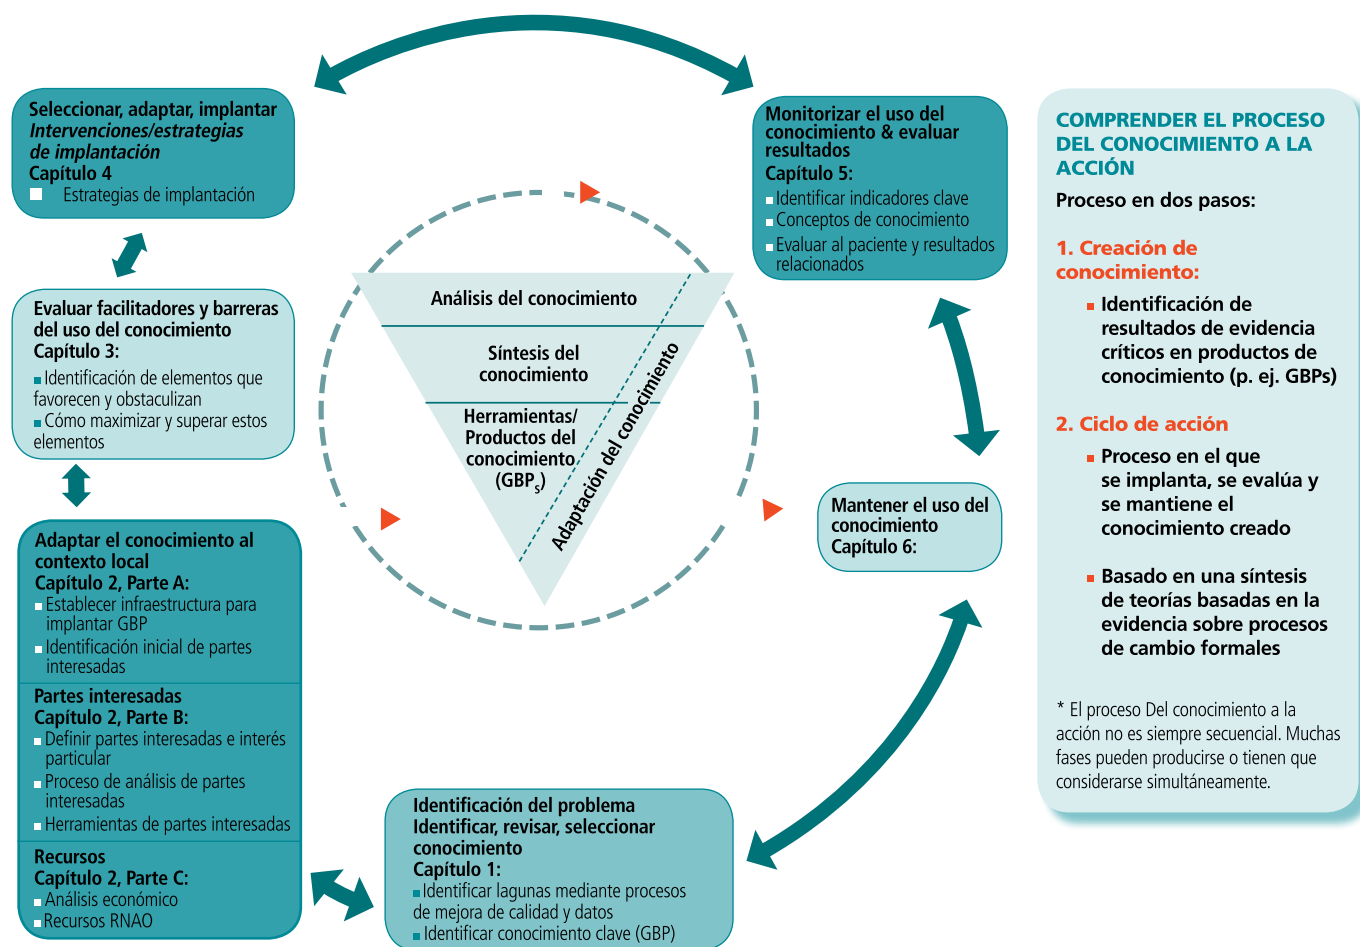 Seleccionar, adaptar, implantar
Intervenciones/estrategias
de implantación
Capítulo 4
Estrategias de implantación
Evaluar facilitadores y barreras
del uso del conocimiento
Capítulo 3:
Identificación de elementos que
favorecen y obstaculizan
Cómo maximizar y superar estos
elementos
Adaptar el conocimiento al
contexto local
Capítulo 2, Parte A:
Establecer infraestructura para
implantar GBP
Identificación inicial de partes
interesadas
Partes interesadas
Capítulo 2, Parte B:
Definir partes interesadas e interés
particular
Proceso de análisis de partes
interesadas
Herramientas de partes interesadas
Recursos
Capítulo 2, Parte C:
Análisis económico
Recursos RNAO
Análisis del conocimiento
Síntesis del
conocimiento
Herramientas/
Productos del
conocimiento
(GBPs)
Adaptación del conocimiento
Identificación del problema
Identificar, revisar, seleccionar
conocimiento
Capítulo 1:
Identificar lagunas mediante procesos
de mejora de calidad y datos
Identificar conocimiento clave (GBP)
Monitorizar el uso del
conocimiento & evaluar
resultados
Capítulo 5:
Identificar indicadores clave
Conceptos de conocimiento
Evaluar al paciente y resultados
relacionados
Mantener el uso del
conocimiento
Capítulo 6:
COMPRENDER EL PROCESO
DEL CONOCIMIENTO A LA
ACCIÓN
Proceso en dos pasos:
1. Creación de
conocimiento:
Identificación de
resultados de evidencia
críticos en productos de
conocimiento (p. ej. GBPs)
2. Ciclo de acción
Proceso en el que
se implanta, se evalúa y
se mantiene el
conocimiento creado
Basado en una síntesis
de teorías basadas en la
evidencia sobre procesos
de cambio formales
* El proceso Del conocimiento a la
acción no es siempre secuencial. Muchas
fases pueden producirse o tienen que
considerarse simultáneamente.